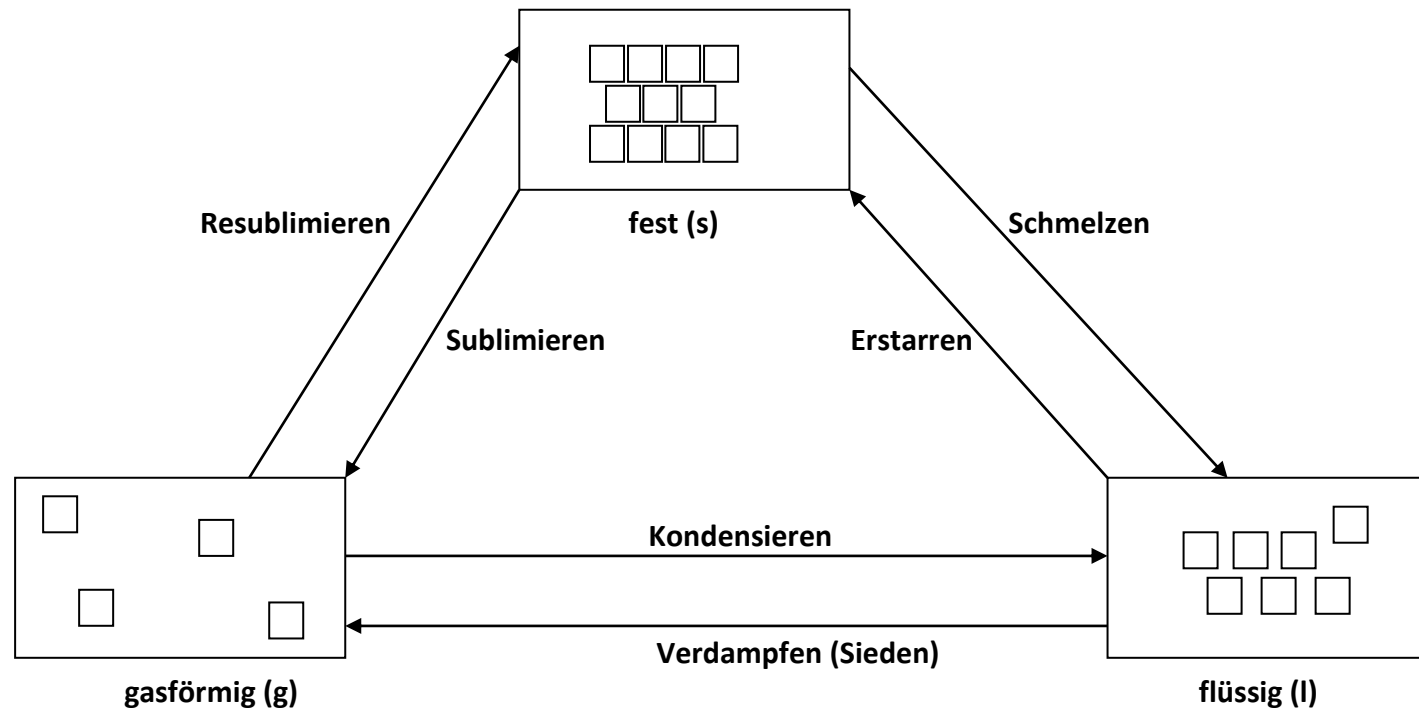 Resublimieren
fest (s)
Schmelzen
Sublimieren
Erstarren
Kondensieren
Verdampfen (Sieden)
gasförmig (g)
flüssig (l)